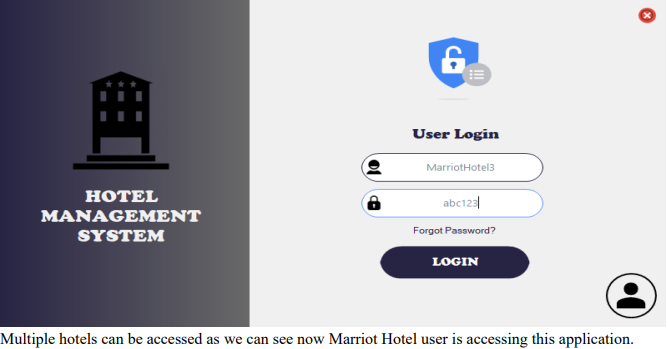 HOTEL
MANAGEMENT
SYSTEM
User Login
MarriotHotel3
abc123
Forgot Password?
LOGIN
Multiple hotels can be accessed as we can see now Marriot Hotel user is accessing this application.